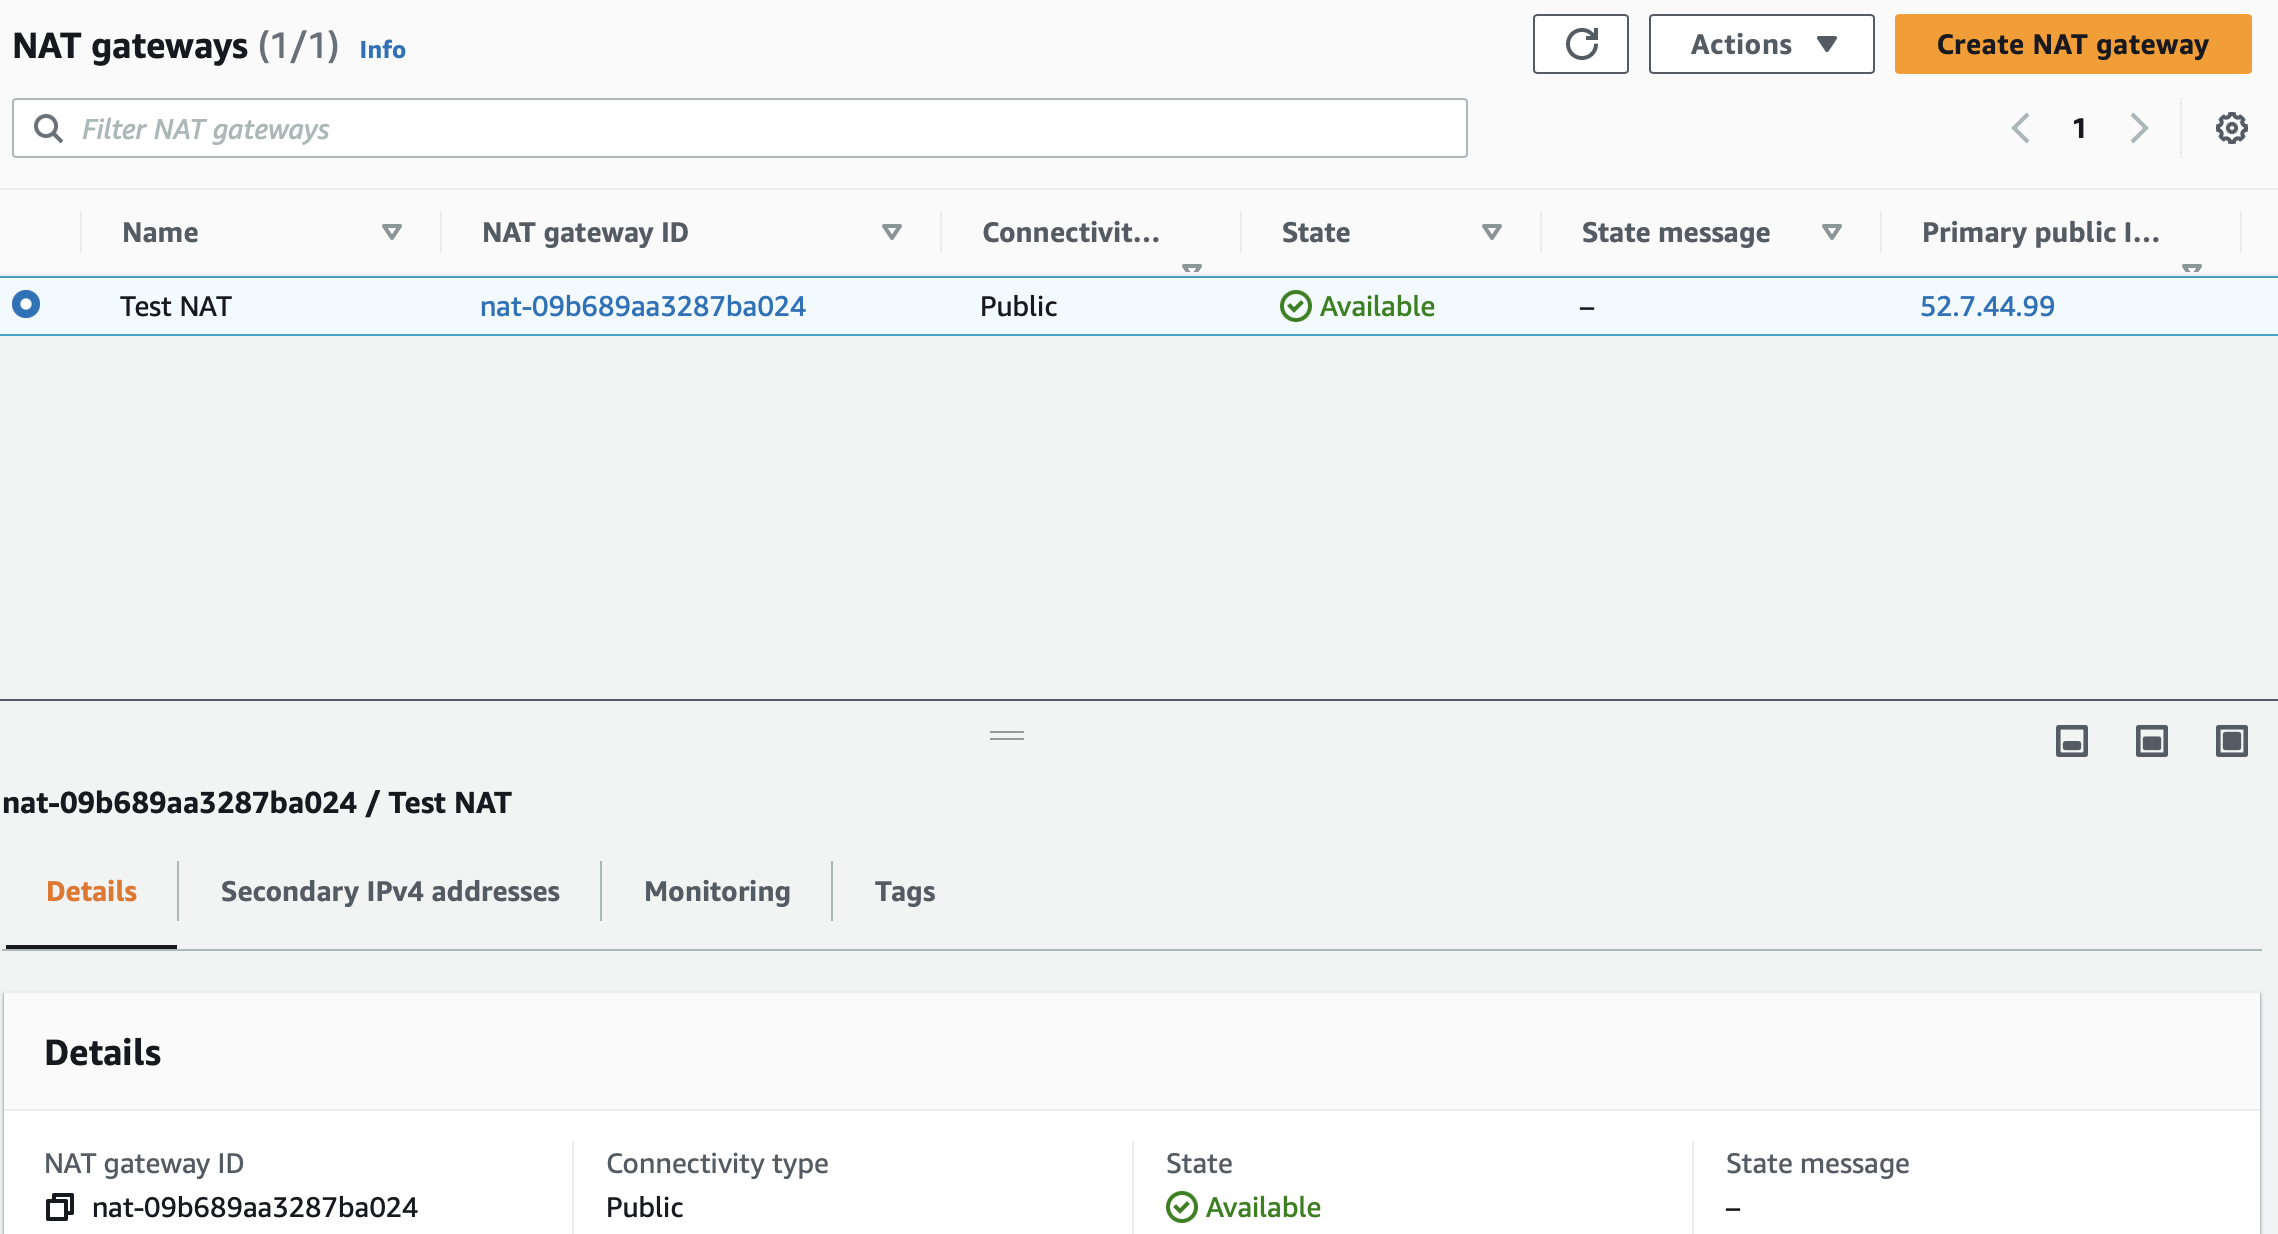 NAT gateways (1/1) Info
Actions
Create NAT gateway
Filter NAT gateways
1
Name NAT gateway ID Connectivit... State State message Primary public I...
Test NAT nat-09b689aa3287ba024 Public Available – 52.7.44.99
nat-09b689aa3287ba024 / Test NAT
Details Secondary IPv4 addresses Monitoring Tags
Details
NAT gateway ID Connectivity type State State message
nat-09b689aa3287ba024 Public Available –